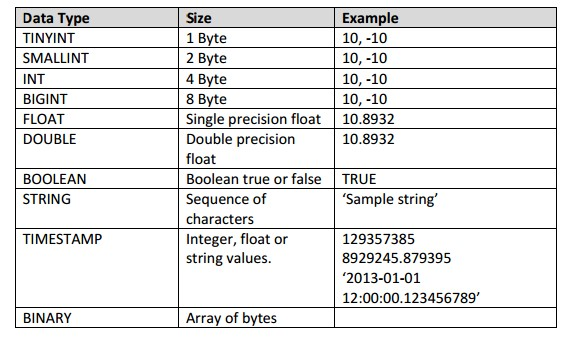 Data Type Size Example
TINYINT 1 Byte 10, -10
SMALLINT 2 Byte 10, -10
INT 4 Byte 10, -10
BIGINT 8 Byte 10, -10
FLOAT Single precision float 10.8932
DOUBLE Double precision 10.8932
float
BOOLEAN Boolean true or false TRUE
STRING Sequence of ‘Sample string’
characters
TIMESTAMP Integer, float or 129357385
string values. 8929245.879395
‘2013-01-01
12:00:00.123456789’
BINARY Array of bytes